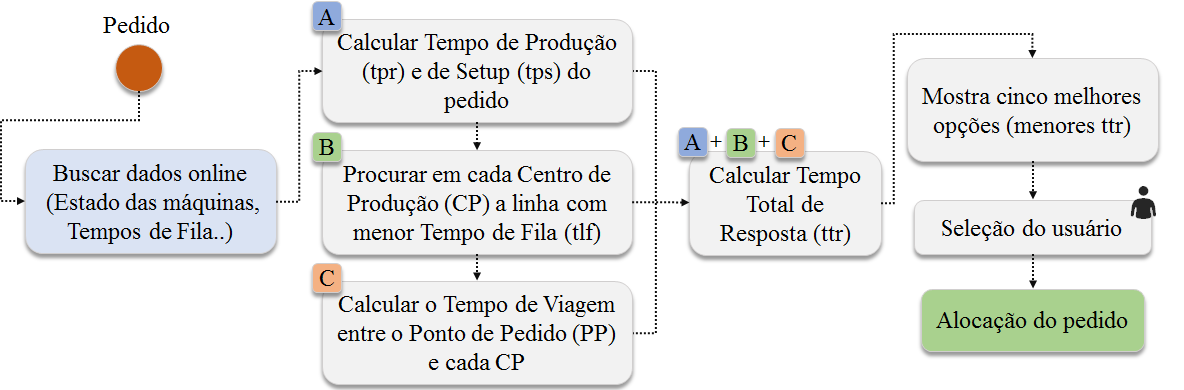 Pedido
Buscar dados online
(Estado das máquinas,
Tempos de Fila..)
A
Calcular Tempo de Produção
(tpr) e de Setup (tps) do
pedido
B
Procurar em cada Centro de
Produção (CP) a linha com
menor Tempo de Fila (tlf)
C
Calcular o Tempo de Viagem
entre o Ponto de Pedido (PP)
e cada CP
A + B + C
Calcular Tempo
Total de
Resposta (ttr)
Mostra cinco melhores
opções (menores ttr)
Seleção do usuário
Alocação do pedido